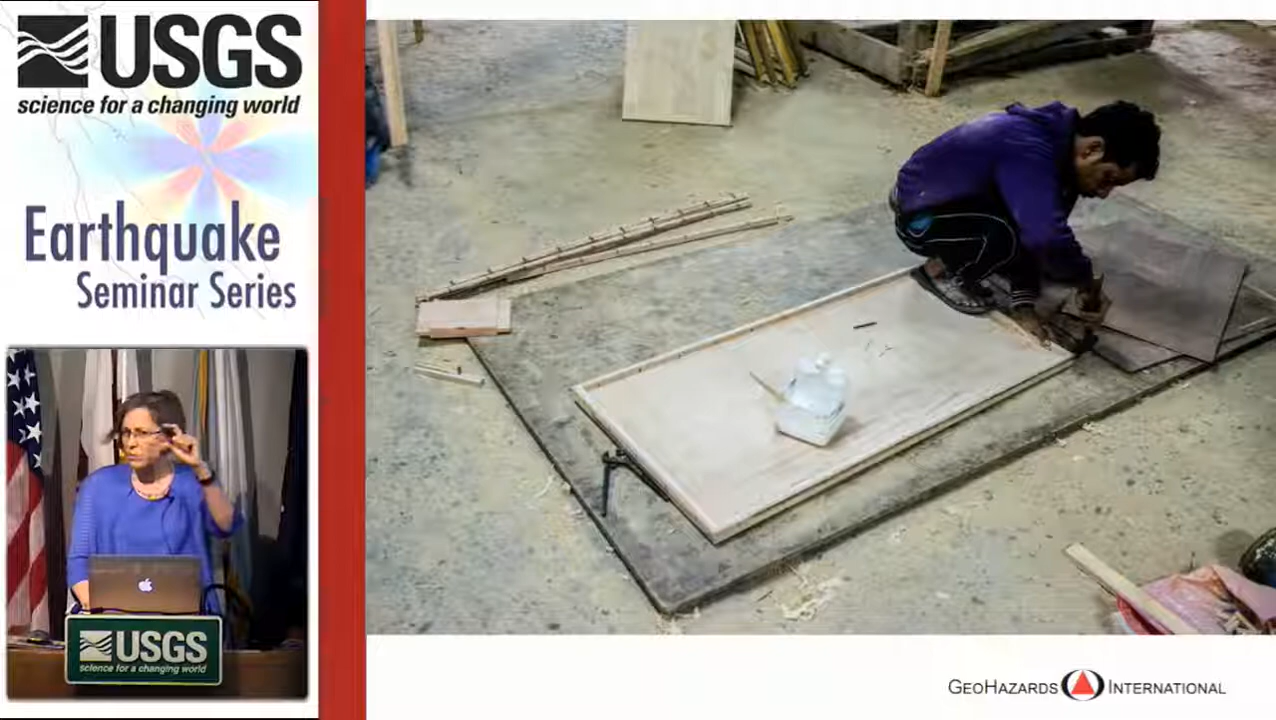 USGS
science for a changing world
Earthquake
Seminar Series
USGS
science for a changing world
GEOHAZARDS INTERNATIONAL